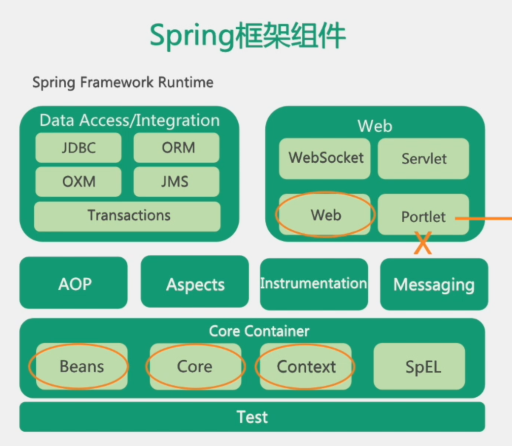 Spring框架组件
Spring Framework Runtime
Data Access/Integration
JDBC
ORM
OXM
JMS
Transactions
Web
WebSocket
Servlet
Web
Portlet
X
AOP
Aspects
Instrumentation
Messaging
Core Container
Beans
Core
Context
SpEL
Test